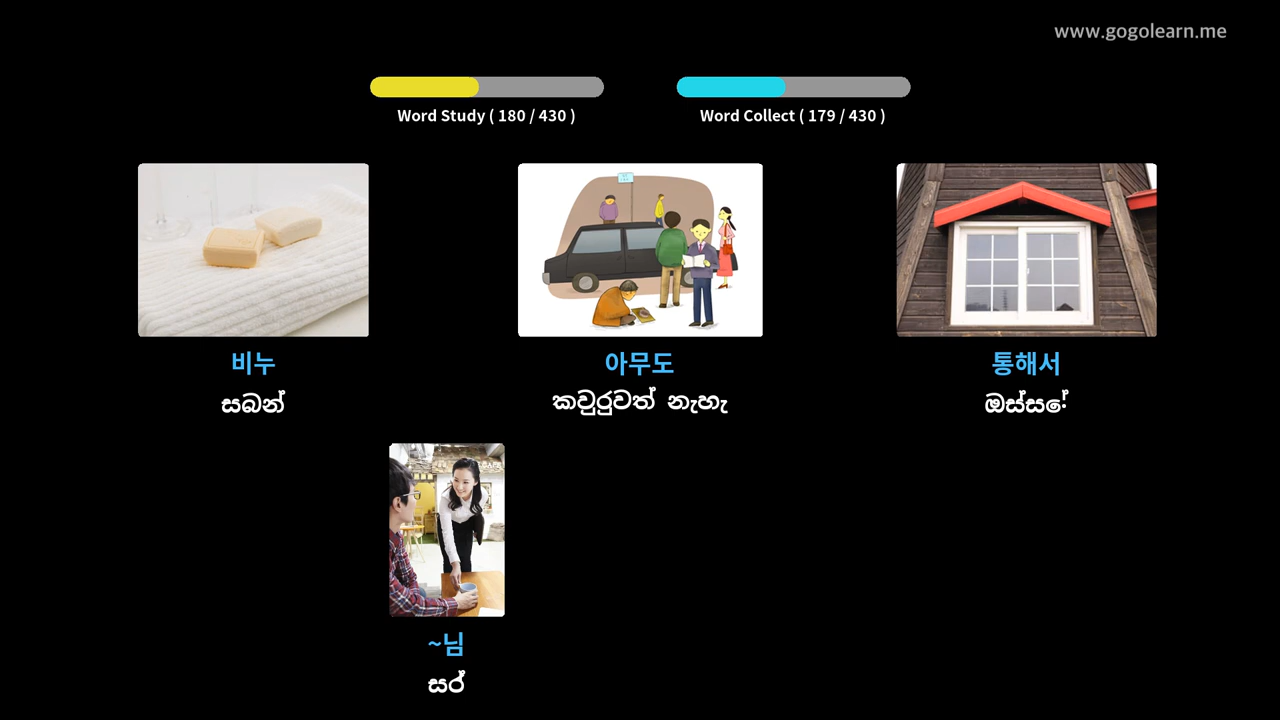 www.gogolearn.me
Word Study ( 180 / 430 )
Word Collect ( 179 / 430 )
비누
සබන්
아무도
කවුරුවත් නැහැ
통해서
ඔස්සේ
~님
සර්